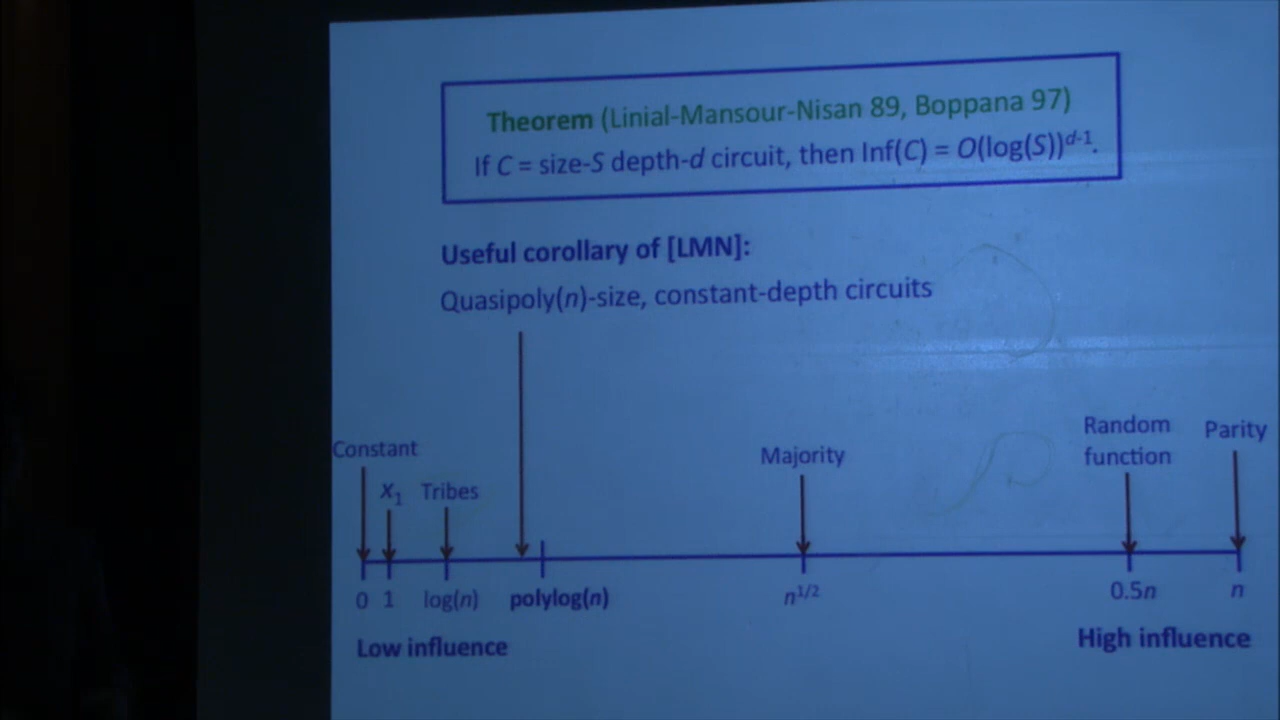 Theorem (Linial-Mansour-Nisan 89, Boppana 97)
If C = size-S depth-d circuit, then Inf(C) = O(log(S))^{d-1}.
Useful corollary of [LMN]:
Quasipoly(n)-size, constant-depth circuits
Constant
x₁
Tribes
Majority
Random
function
Parity
0
1
log(n)
polylog(n)
n^{1/2}
0.5n
n
Low influence
High influence